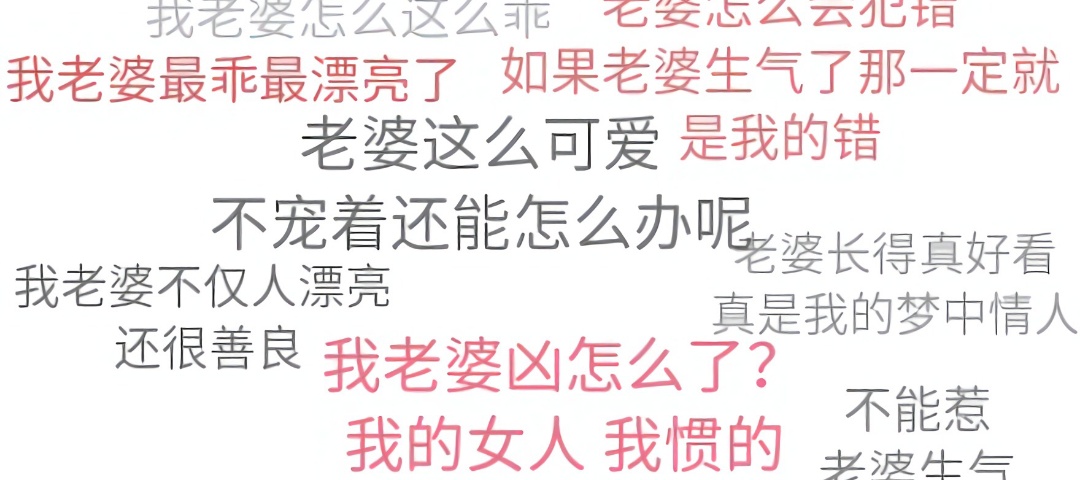 我老婆怎么这么乖
老婆怎么会犯错
我老婆最乖最漂亮了
如果老婆生气了那一定就
是我的错
老婆这么可爱
不宠着还能怎么办呢
老婆长得真好看
真是我的梦中情人
我老婆不仅人漂亮
还很善良
我老婆凶怎么了?
我的女人 我惯的
不能惹
老婆生气